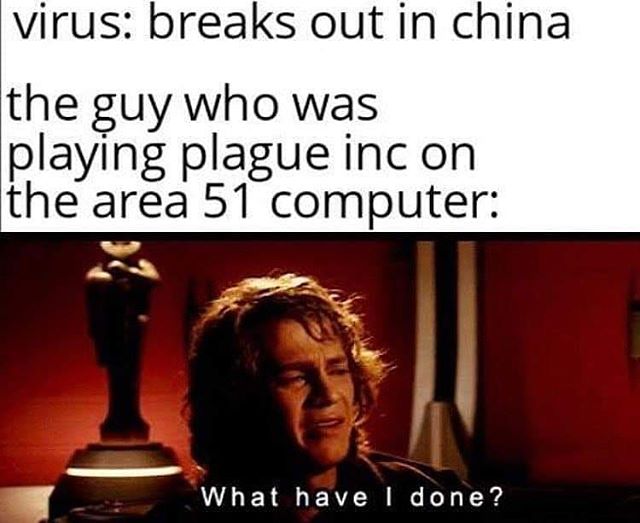 virus: breaks out in china
the guy who was
playing plague inc on
the area 51 computer:
What have I done?